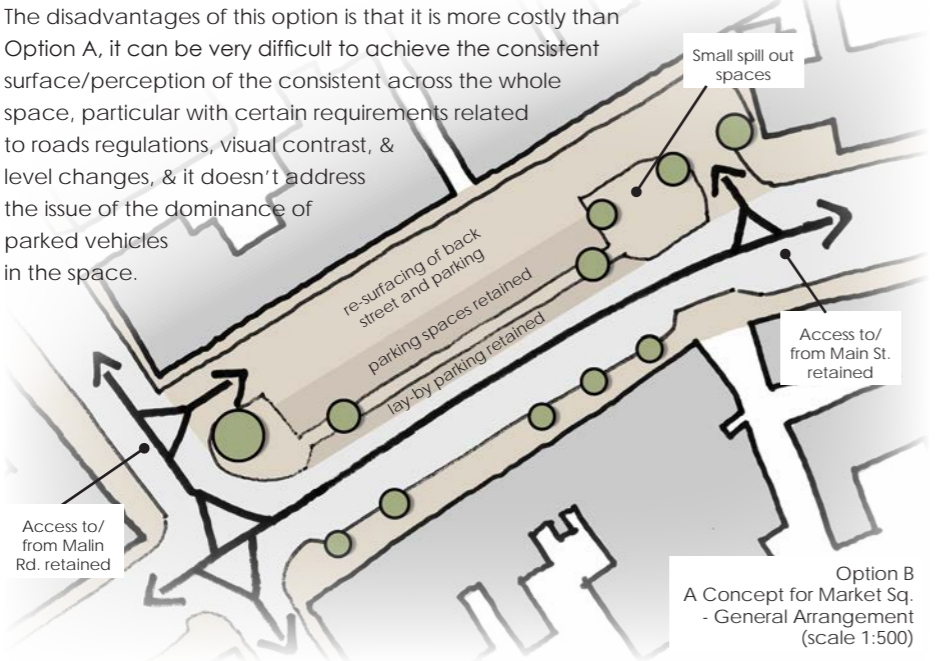 The disadvantages of this option is that it is more costly than
Option A, it can be very difficult to achieve the consistent
surface/perception of the consistent across the whole
space, particular with certain requirements related
to roads regulations, visual contrast, &
level changes, & it doesn't address
the issue of the dominance of
parked vehicles
in the space.
Small spill out
spaces
re-surfacing of back
street and parking
parking spaces retained
lay-by parking retained
Access to/
from Main St.
retained
Access to/
from Malin
Rd. retained
Option B
A Concept for Market Sq.
- General Arrangement
(scale 1:500)